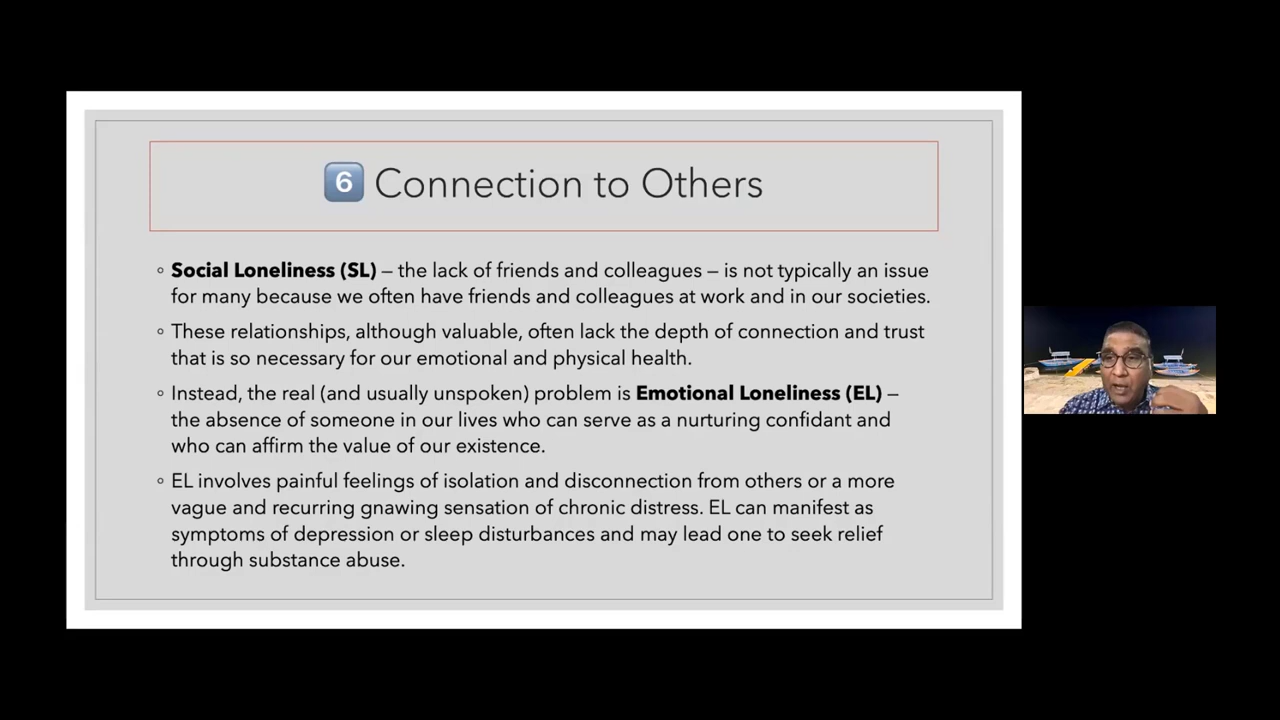 6 Connection to Others
◦ Social Loneliness (SL) – the lack of friends and colleagues – is not typically an issue
for many because we often have friends and colleagues at work and in our societies.
◦ These relationships, although valuable, often lack the depth of connection and trust
that is so necessary for our emotional and physical health.
◦ Instead, the real (and usually unspoken) problem is Emotional Loneliness (EL) –
the absence of someone in our lives who can serve as a nurturing confidant and
who can affirm the value of our existence.
◦ EL involves painful feelings of isolation and disconnection from others or a more
vague and recurring gnawing sensation of chronic distress. EL can manifest as
symptoms of depression or sleep disturbances and may lead one to seek relief
through substance abuse.